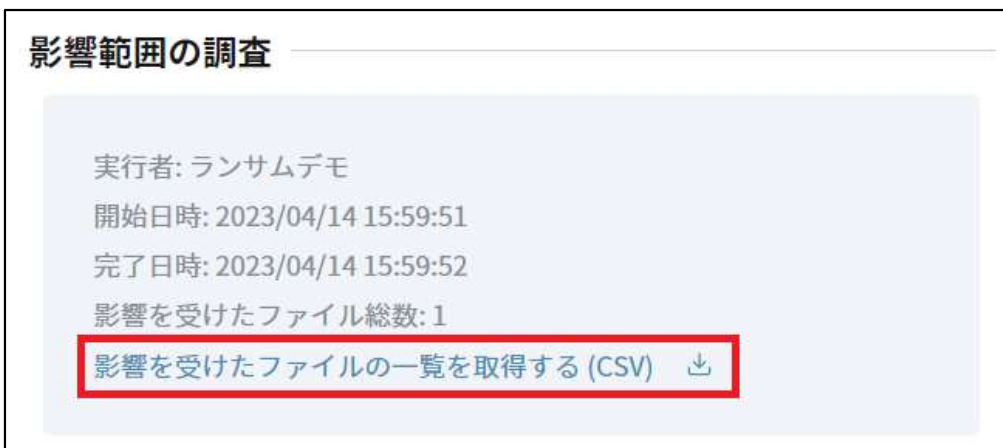 影響範囲の調査
実行者: ランサムデモ
開始日時: 2023/04/14 15:59:51
完了日時: 2023/04/14 15:59:52
影響を受けたファイル総数: 1
影響を受けたファイルの一覧を取得する (CSV)